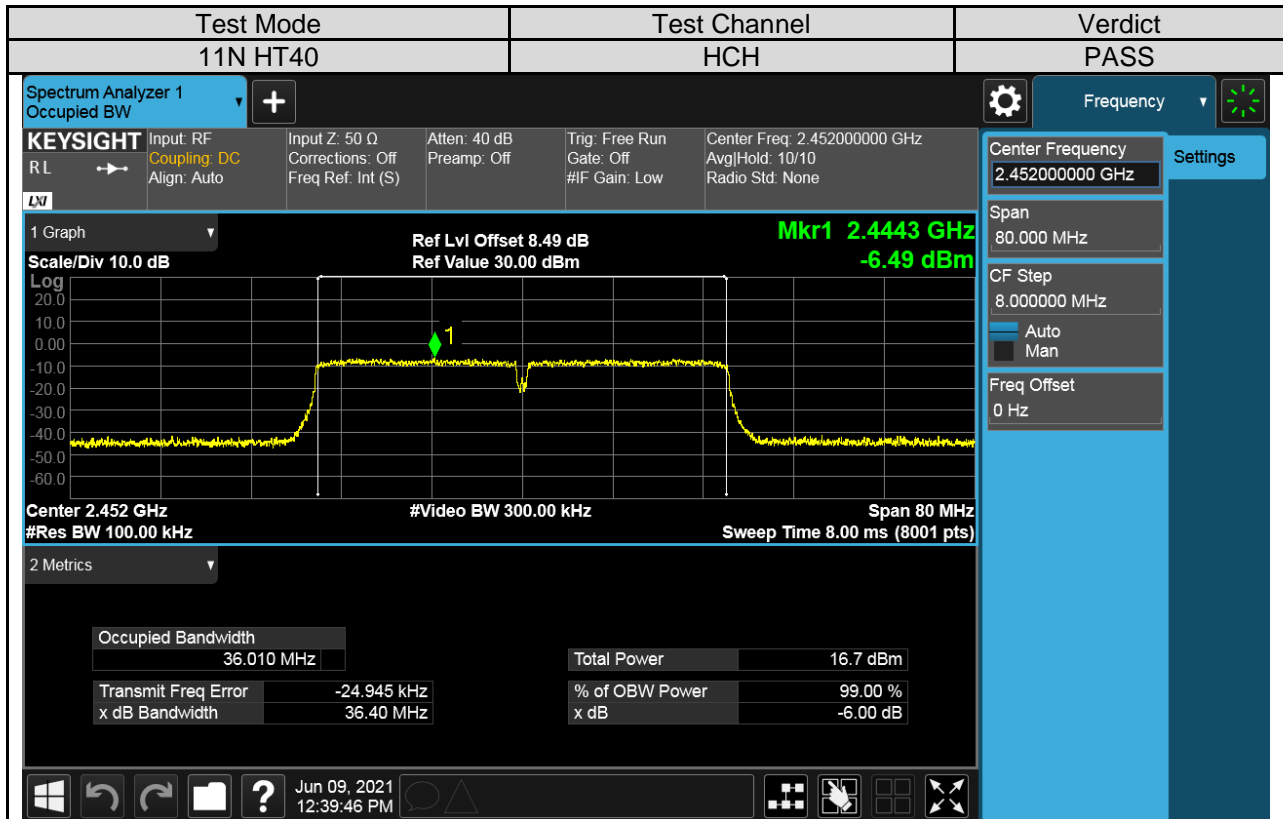 Test Mode Test Channel Verdict
11N HT40 HCH PASS
Spectrum Analyzer 1
Occupied BW
Frequency
KEYSIGHT Input: RF Input Z: 50 Ω Atten: 40 dB Trig: Free Run Center Freq: 2.452000000 GHz
RL Coupling: DC Corrections: Off Preamp: Off Gate: Off Avg|Hold: 10/10
Align: Auto Freq Ref: Int (S) #IF Gain: Low Radio Std: None
LXI
Center Frequency
2.452000000 GHz
Settings
Span
80.000 MHz
CF Step
8.000000 MHz
Auto
Man
Freq Offset
0 Hz
1 Graph Ref Lvl Offset 8.49 dB Mkr1 2.4443 GHz
Scale/Div 10.0 dB Ref Value 30.00 dBm -6.49 dBm
Log
20.0
10.0
1
0.00
-10.0
-20.0
-30.0
-40.0
-50.0
-60.0
Center 2.452 GHz #Video BW 300.00 kHz Span 80 MHz
#Res BW 100.00 kHz Sweep Time 8.00 ms (8001 pts)
2 Metrics
Occupied Bandwidth
36.010 MHz Total Power 16.7 dBm
Transmit Freq Error -24.945 kHz % of OBW Power 99.00 %
x dB Bandwidth 36.40 MHz x dB -6.00 dB
Jun 09, 2021
12:39:46 PM